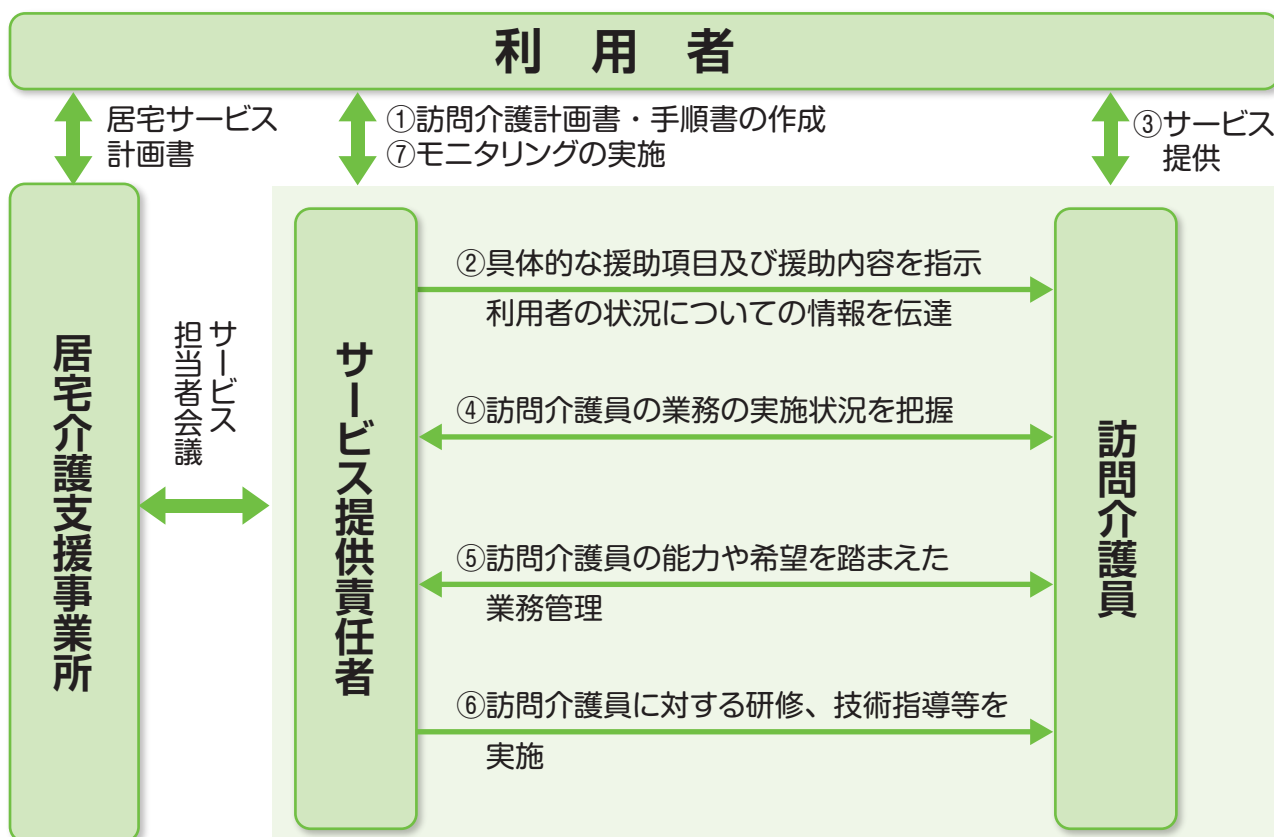 利用者
居宅サービス
計画書
①訪問介護計画書・手順書の作成
⑦モニタリングの実施
③サービス
提供
居宅介護支援事業所
サービス
担当者会議
サービス提供責任者
②具体的な援助項目及び援助内容を指示
利用者の状況についての情報を伝達
④訪問介護員の業務の実施状況を把握
⑤訪問介護員の能力や希望を踏まえた
業務管理
⑥訪問介護員に対する研修、技術指導等を
実施
訪問介護員